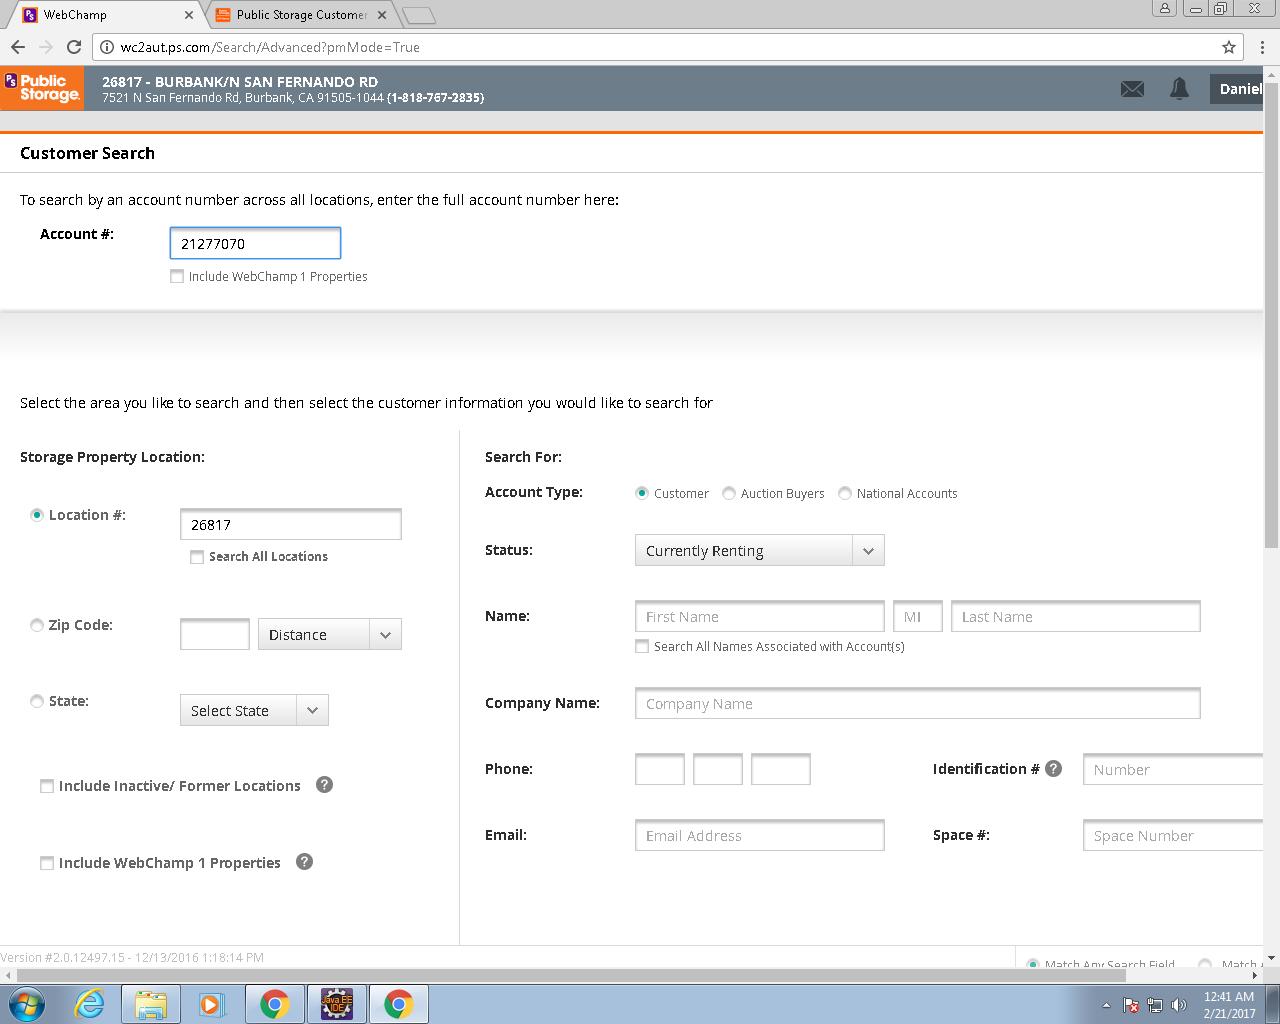 WebChamp
Public Storage Customer
wc2aut.ps.com/Search/Advanced?pmMode=True
PS Public Storage.
26817 - BURBANK/N SAN FERNANDO RD
7521 N San Fernando Rd, Burbank, CA 91505-1044 (1-818-767-2835)
Daniel
Customer Search
To search by an account number across all locations, enter the full account number here:
Account #:
21277070
Include WebChamp 1 Properties
Select the area you like to search and then select the customer information you would like to search for
Storage Property Location:
Location #:
26817
Search All Locations
Zip Code:
Distance
State:
Select State
Include Inactive/ Former Locations ?
Include WebChamp 1 Properties ?
Search For:
Account Type:
Customer
Auction Buyers
National Accounts
Status:
Currently Renting
Name:
First Name
MI
Last Name
Search All Names Associated with Account(s)
Company Name:
Company Name
Phone:
Identification # ?
Number
Email:
Email Address
Space #:
Space Number
Version #2.0.12497.15 - 12/13/2016 1:18:14 PM
Match Any Search Field
Match
Java EE
IDE
12:41 AM
2/21/2017